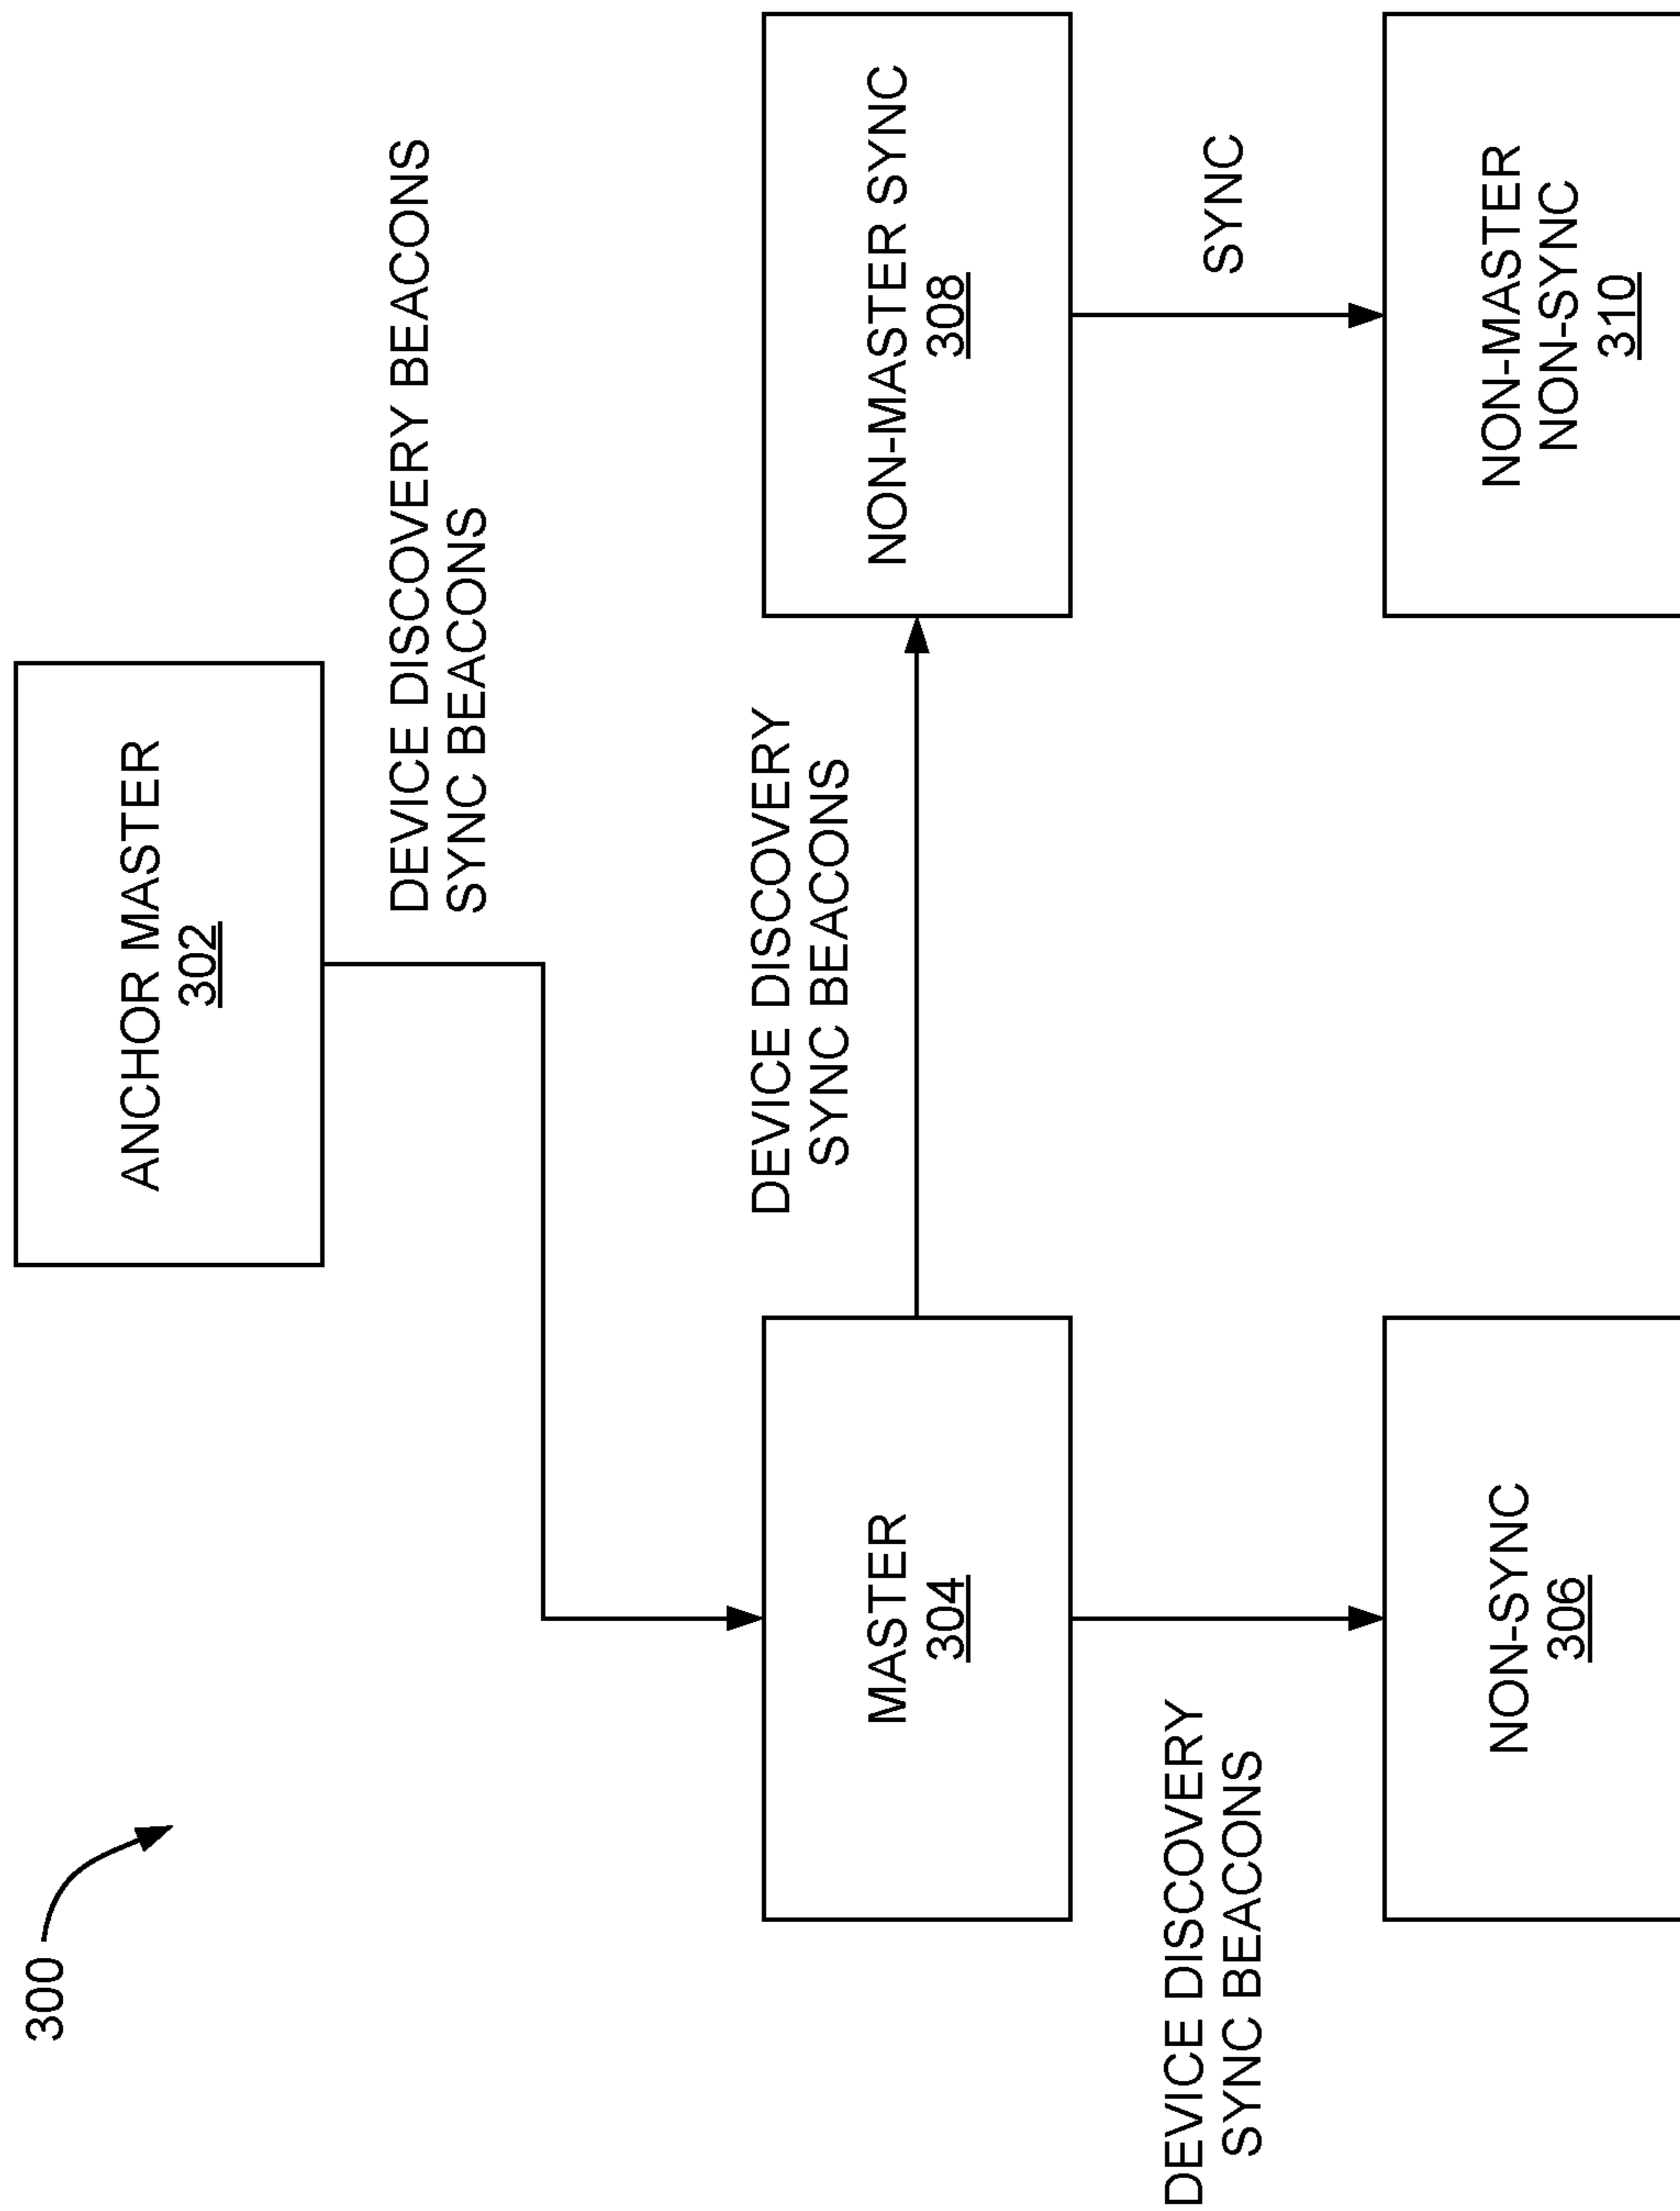 300
ANCHOR MASTER
302
DEVICE DISCOVERY BEACONS
SYNC BEACONS
DEVICE DISCOVERY
SYNC BEACONS
MASTER
304
NON-MASTER SYNC
308
DEVICE DISCOVERY
SYNC BEACONS
SYNC
NON-SYNC
306
NON-MASTER
NON-SYNC
310